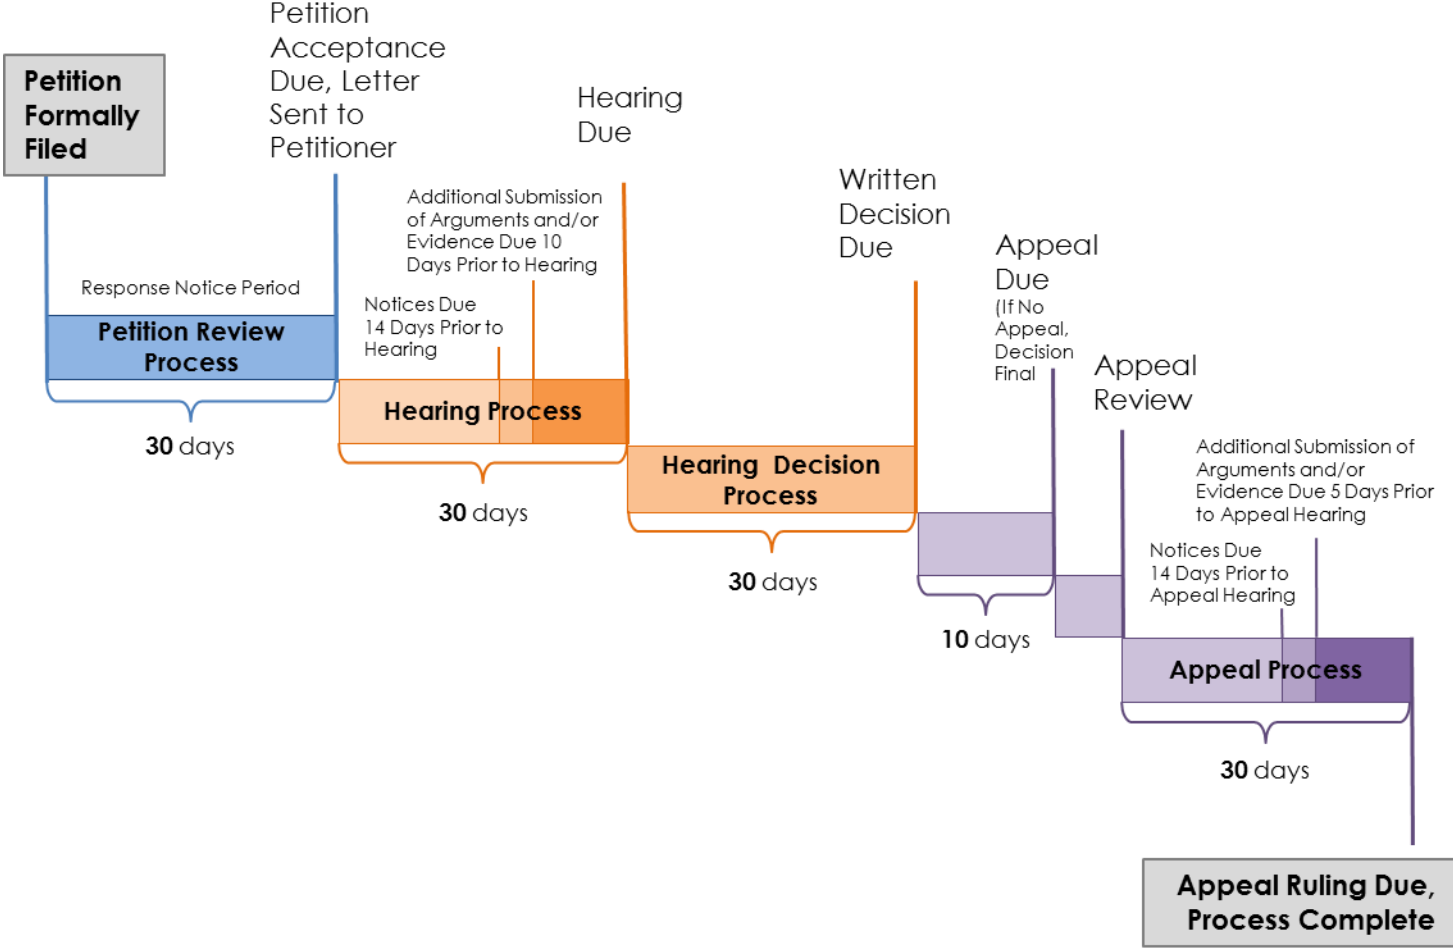 Petition
Formally
Filed
Petition
Acceptance
Due, Letter
Sent to
Petitioner
Hearing
Due
Written
Decision
Due
Appeal
Due
(If No
Appeal,
Decision
Final
Appeal
Review
Response Notice Period
Petition Review
Process
30 days
Additional Submission
of Arguments and/or
Evidence Due 10
Days Prior to Hearing
Notices Due
14 Days Prior to
Hearing
Hearing Process
30 days
Hearing Decision
Process
30 days
10 days
Additional Submission of
Arguments and/or
Evidence Due 5 Days Prior
to Appeal Hearing
Notices Due
14 Days Prior to
Appeal Hearing
Appeal Process
30 days
Appeal Ruling Due,
Process Complete